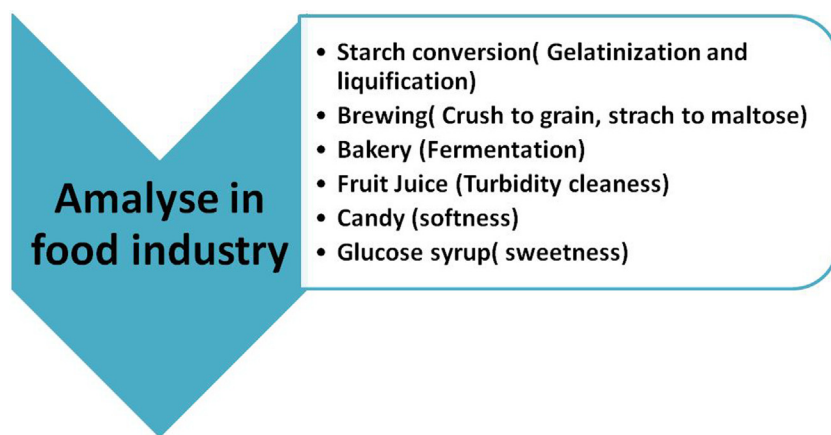 Amalyse in
food industry
• Starch conversion( Gelatinization and
liquification)
• Brewing( Crush to grain, strach to maltose)
• Bakery (Fermentation)
• Fruit Juice (Turbidity cleaness)
• Candy (softness)
• Glucose syrup( sweetness)